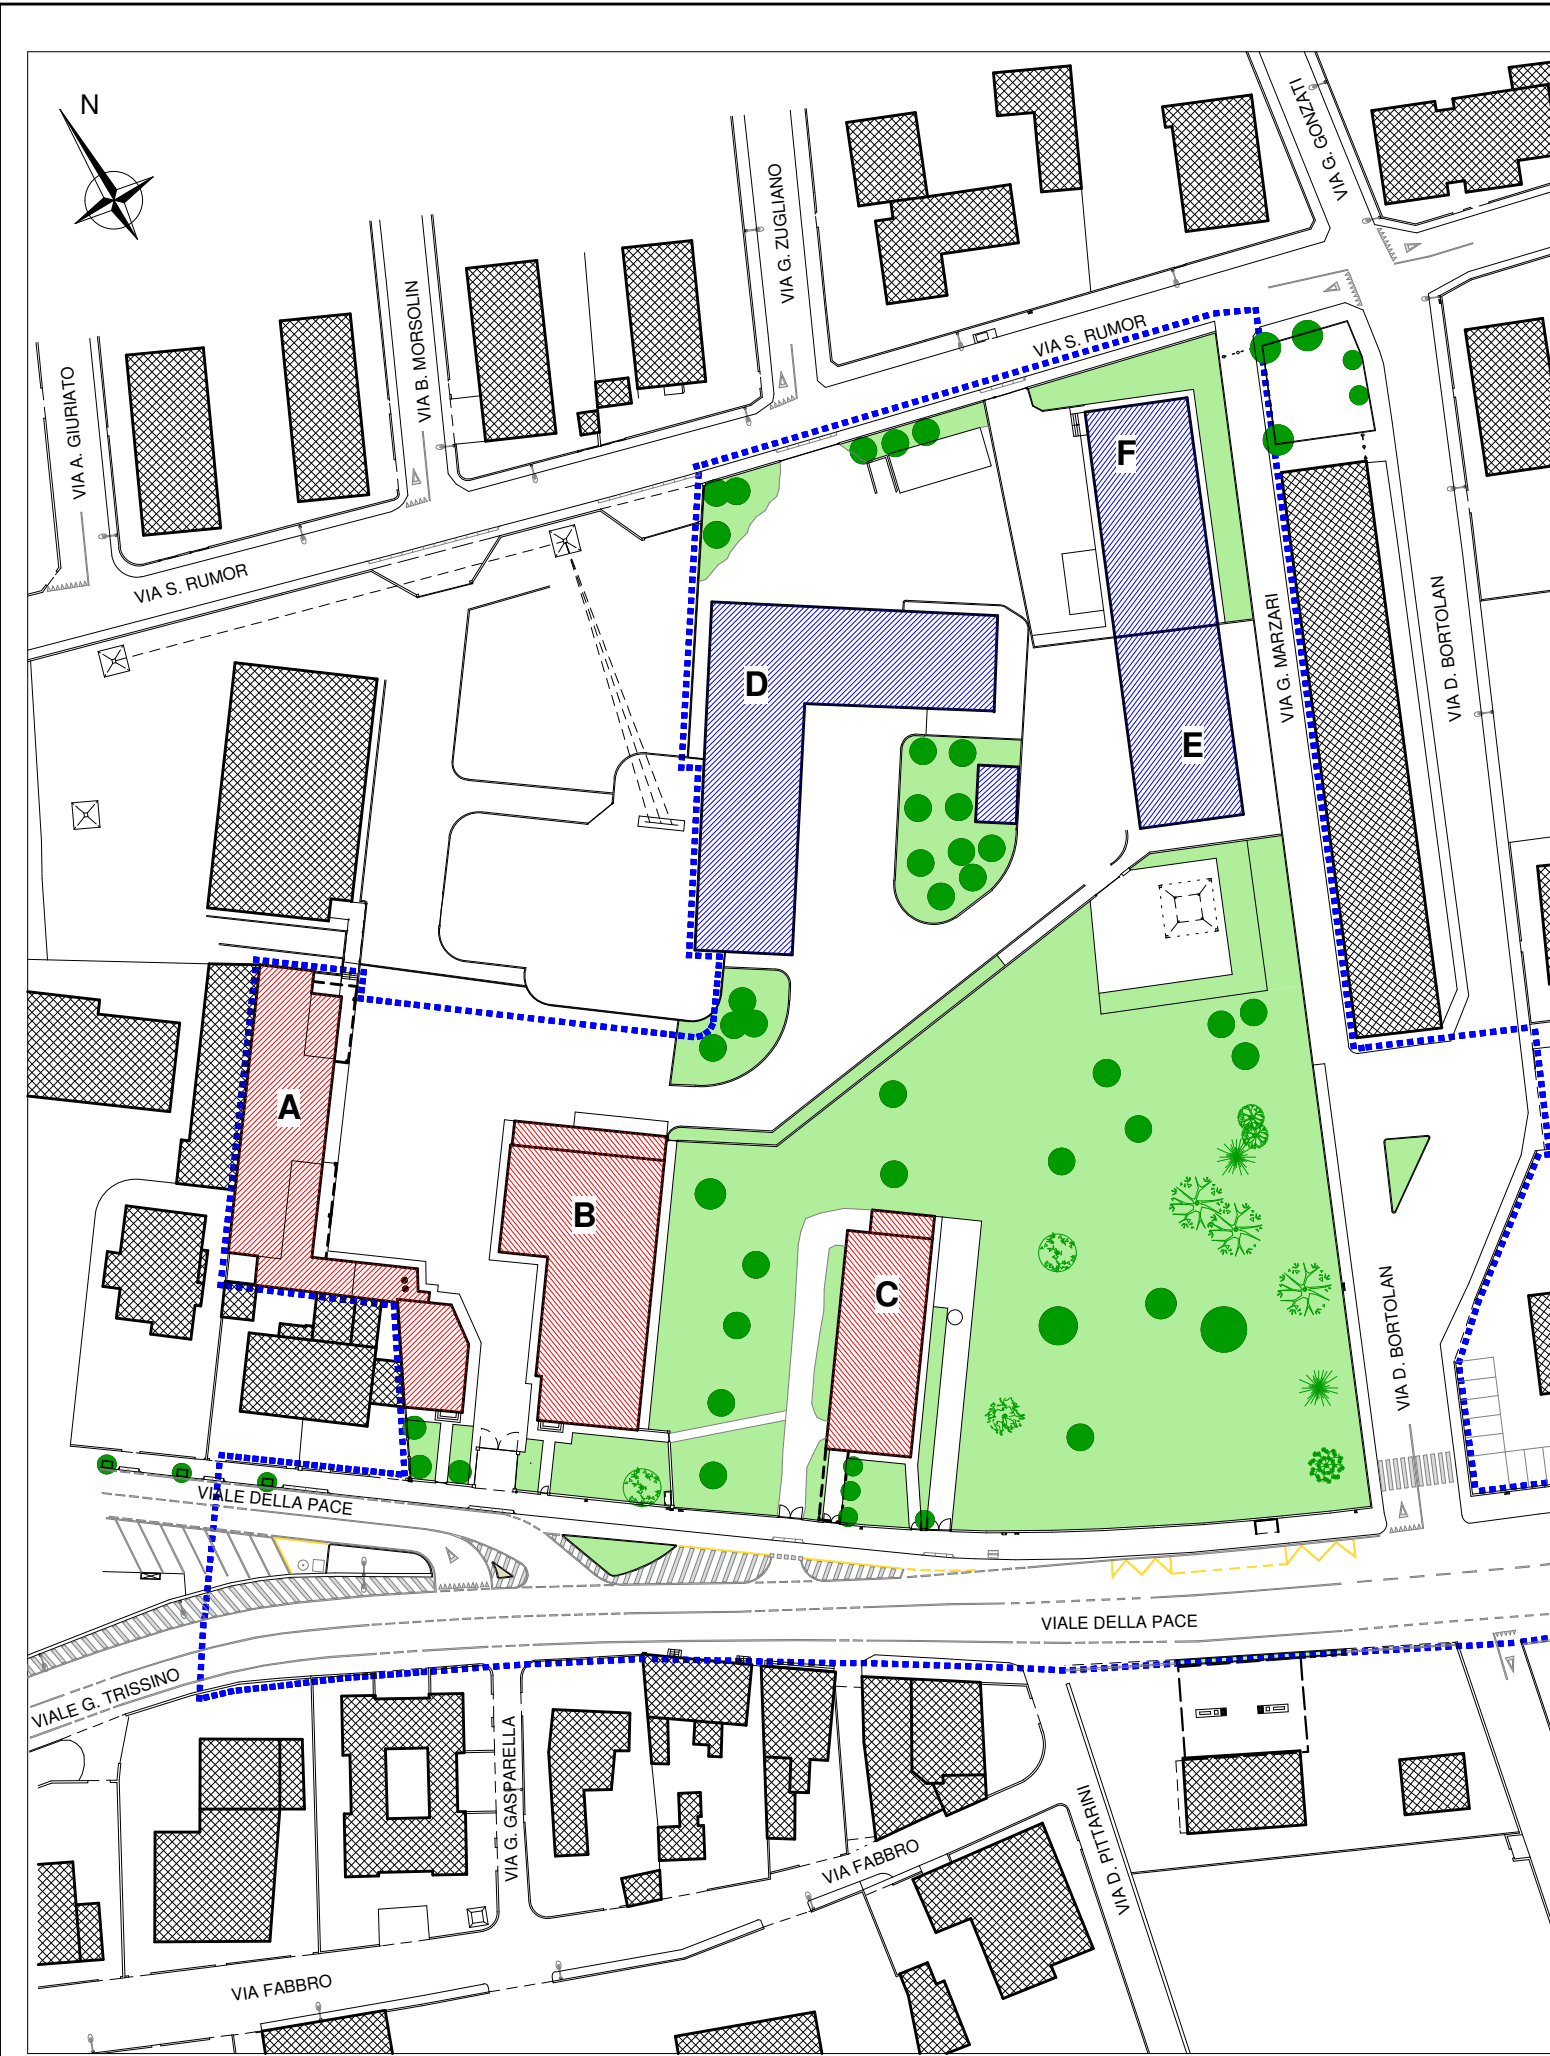 N
VIA G. GONZATI
VIA G. ZUGLIANO
VIA B. MORSOLIN
VIA S. RUMOR
VIA A. GIURIATO
F
VIA S. RUMOR
D
VIA G. MARZARI
VIA D. BORTOLAN
E
A
B
C
VIA D. BORTOLAN
VIALE DELLA PACE
VIALE DELLA PACE
VIALE G. TRISSINO
VIA G. GASPARELLA
VIA D. PITTARINI
VIA FABBRO
VIA FABBRO